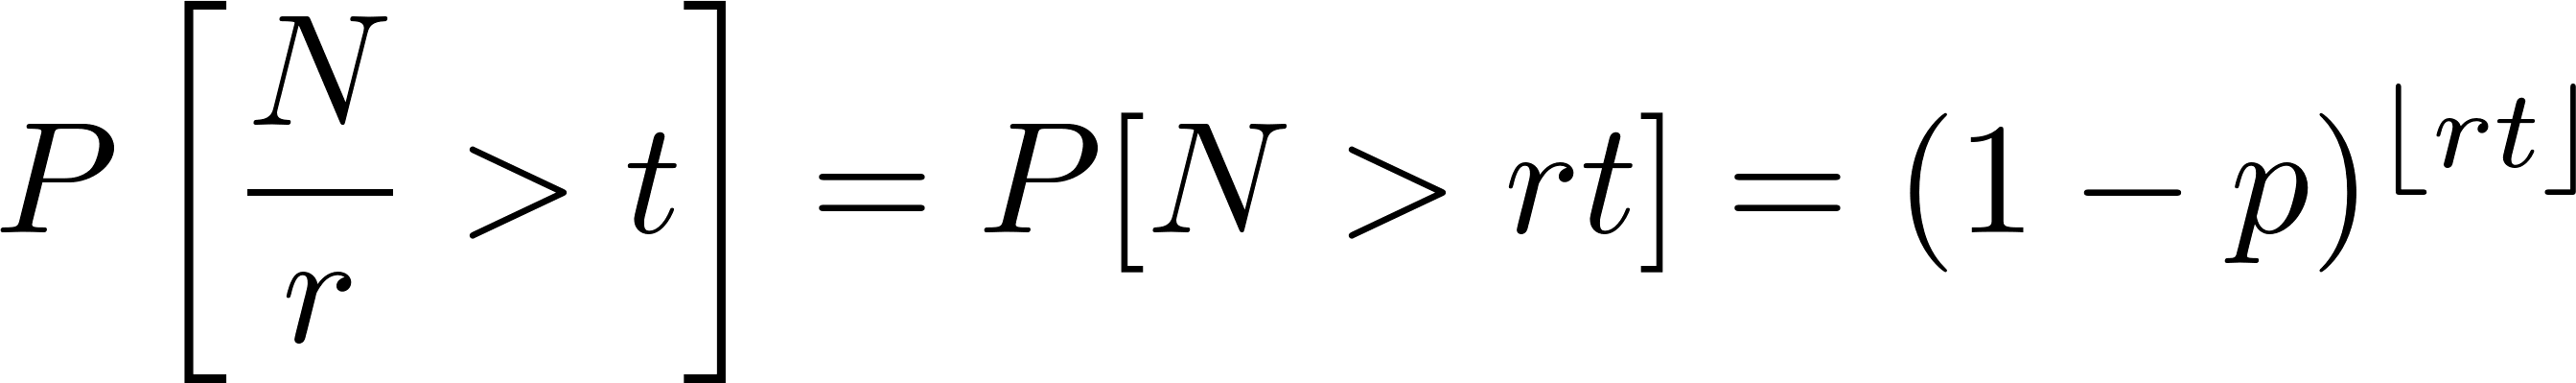 P[N/r > t] = P[N > rt] = (1 − p)^⌊rt⌋